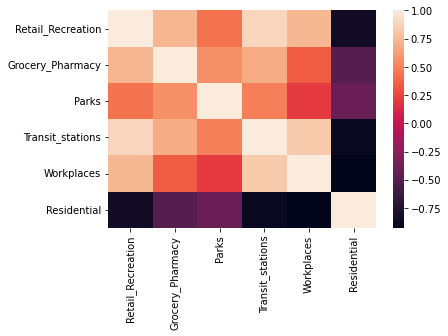 Retail_Recreation
Grocery_Pharmacy
Parks
Transit_stations
Workplaces
Residential
Retail_Recreation
Grocery_Pharmacy
Parks
Transit_stations
Workplaces
Residential
1.00
0.75
0.50
0.25
0.00
−0.25
−0.50
−0.75